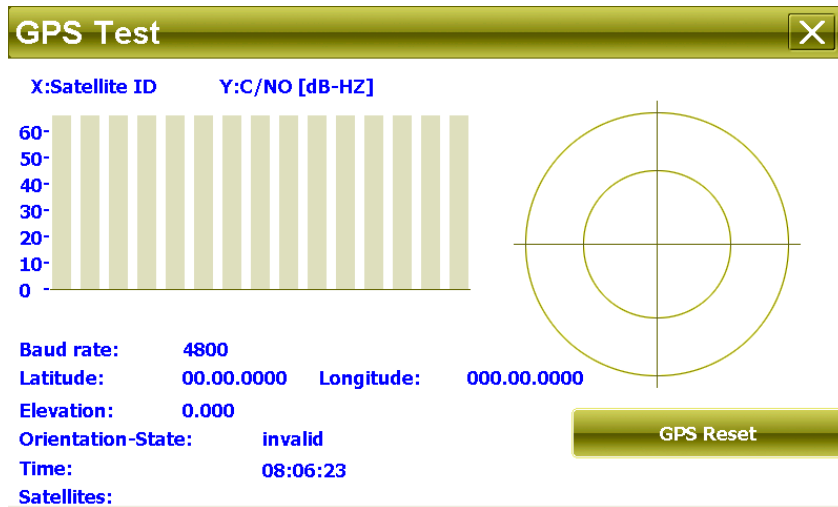 GPS Test
X:Satellite ID Y:C/NO [dB-HZ]
60-
50-
40-
30-
20-
10-
0 -
Baud rate: 4800
Latitude: 00.00.0000 Longitude: 000.00.0000
Elevation: 0.000
Orientation-State: invalid
GPS Reset
Time: 08:06:23
Satellites: